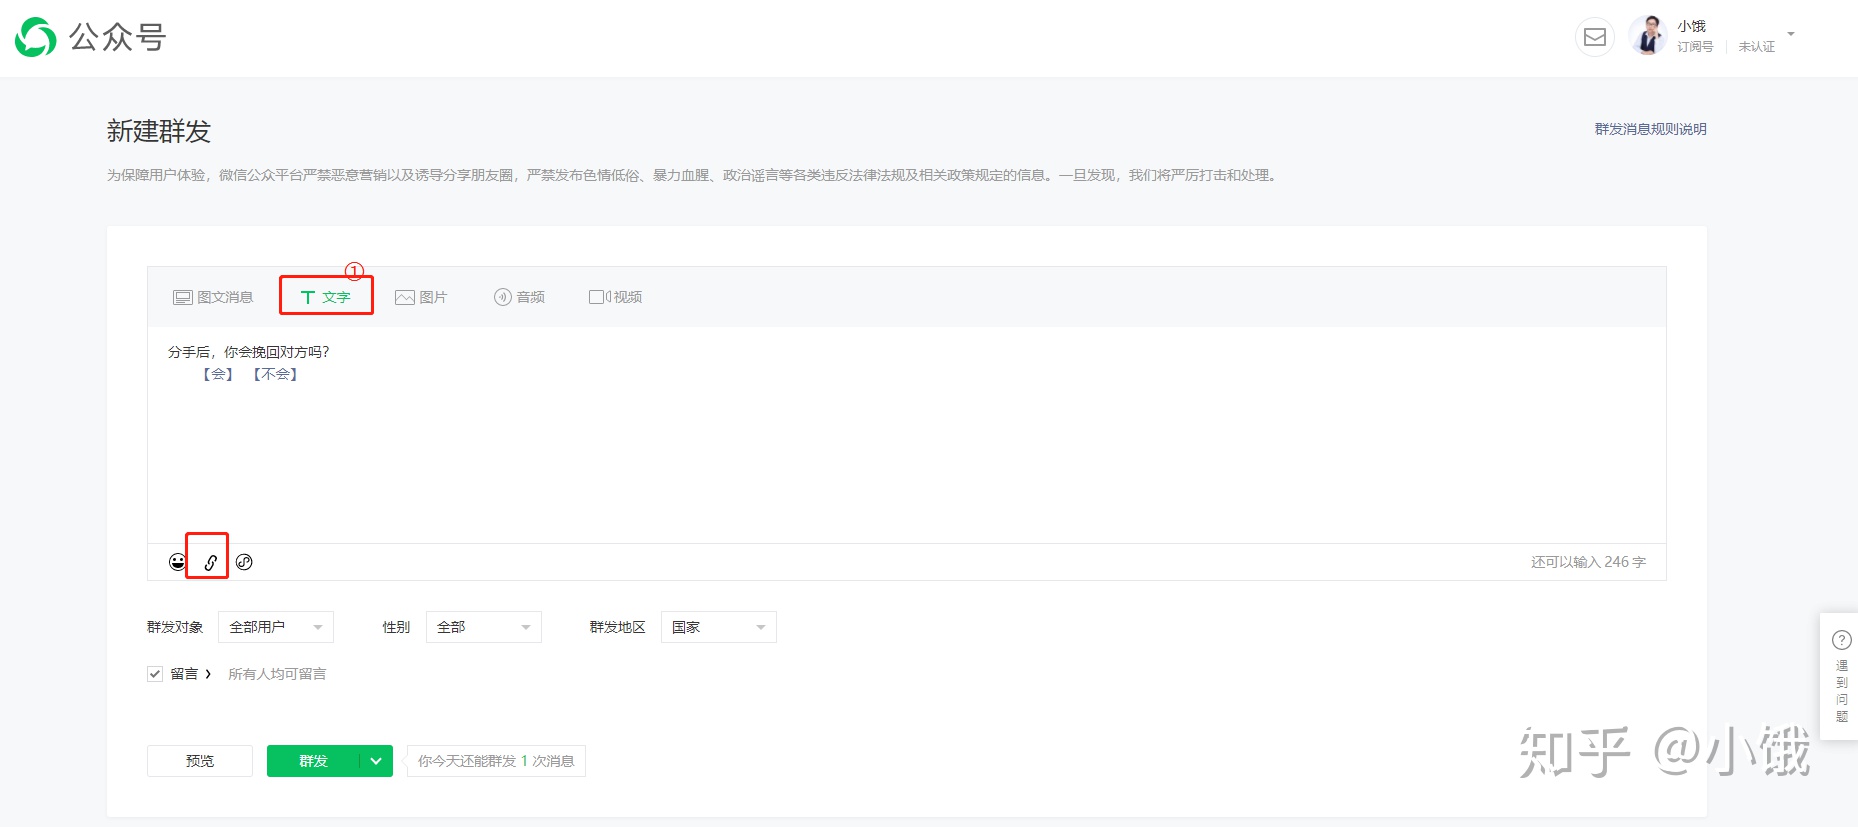 公众号
小饿
订阅号 未认证
新建群发
群发消息规则说明
为保障用户体验，微信公众平台严禁恶意营销以及诱导分享朋友圈，严禁发布色情低俗、暴力血腥、政治谣言等各类违反法律法规及相关政策规定的信息。一旦发现，我们将严厉打击和处理。
①
图文消息 文字 图片 音频 视频
分手后，你会挽回对方吗？
【会】 【不会】
还可以输入 246 字
群发对象 全部用户 性别 全部 群发地区 国家
留言 所有人均可留言
预览 群发 你今天还能群发 1 次消息
遇到问题
知乎 @小饿